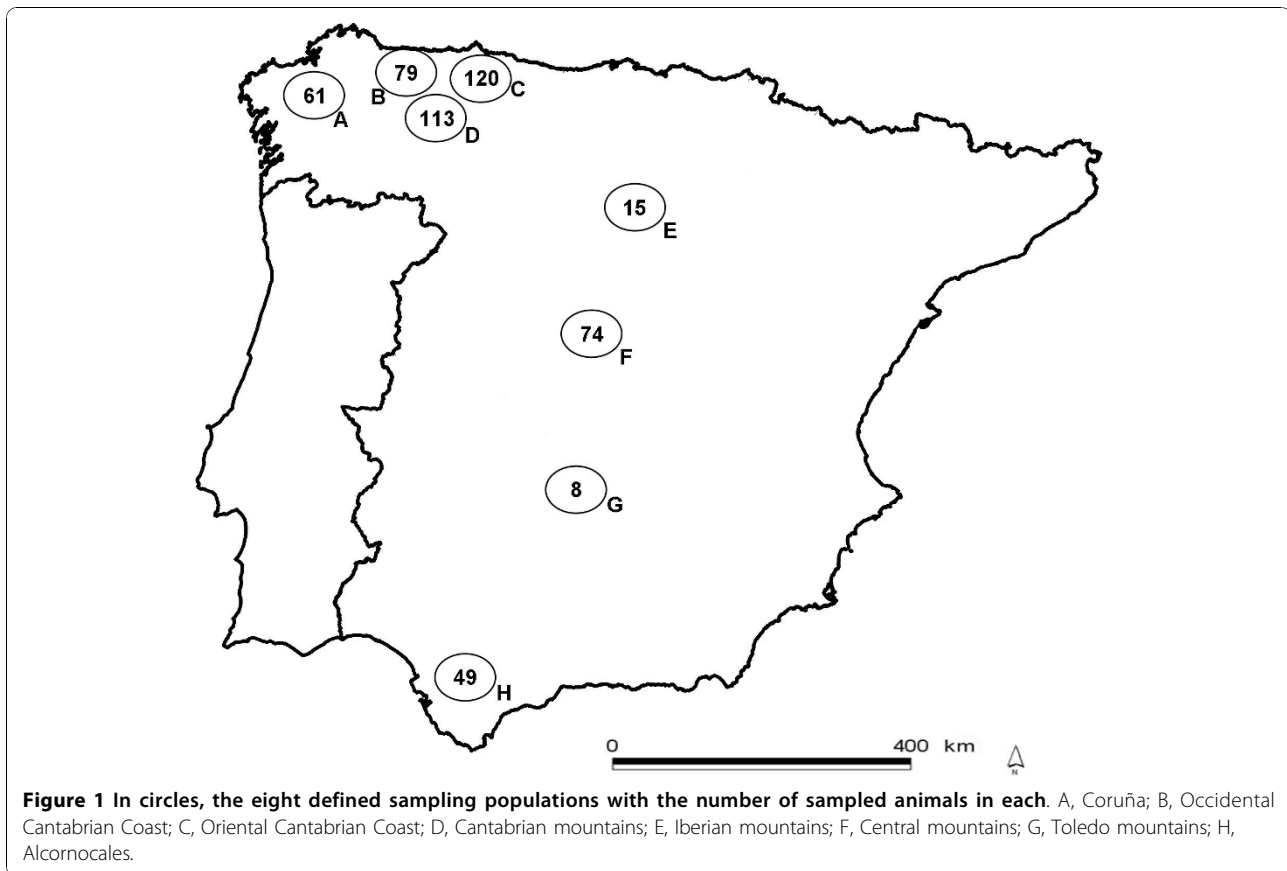 79
120
61
B
C
A
113
D
15
E
74
F
8
G
49
H
0 400 km
N
Figure 1 In circles, the eight defined sampling populations with the number of sampled animals in each. A, Coruña; B, Occidental
Cantabrian Coast; C, Oriental Cantabrian Coast; D, Cantabrian mountains; E, Iberian mountains; F, Central mountains; G, Toledo mountains; H,
Alcornocales.